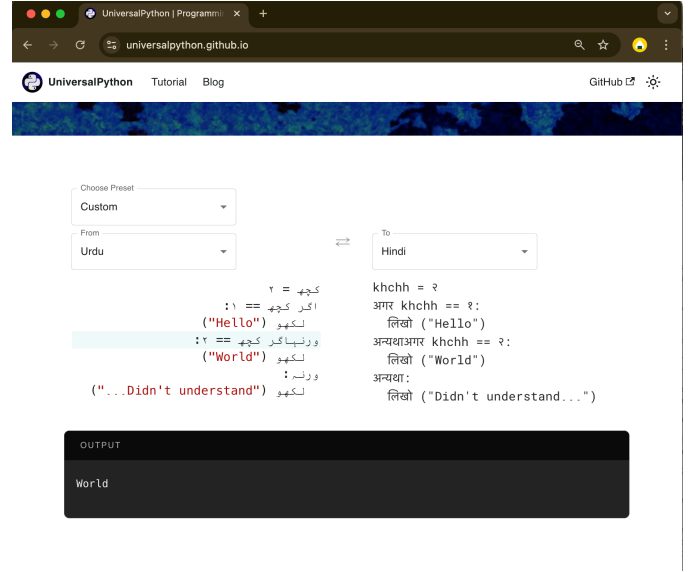 UniversalPython | Programmin
universalpython.github.io
UniversalPython Tutorial Blog GitHub
Choose Preset
Custom
From
Urdu
To
Hindi
کچھ = ۲
اگر کچھ == ۱:
لکھو ("Hello")
ورنہاگر کچھ == ۲:
لکھو ("World")
ورنہ:
لکھو ("Didn't understand...")
khchh = २
अगर khchh == १:
लिखो ("Hello")
अन्यथाअगर khchh == २:
लिखो ("World")
अन्यथा:
लिखो ("Didn't understand...")
OUTPUT
World